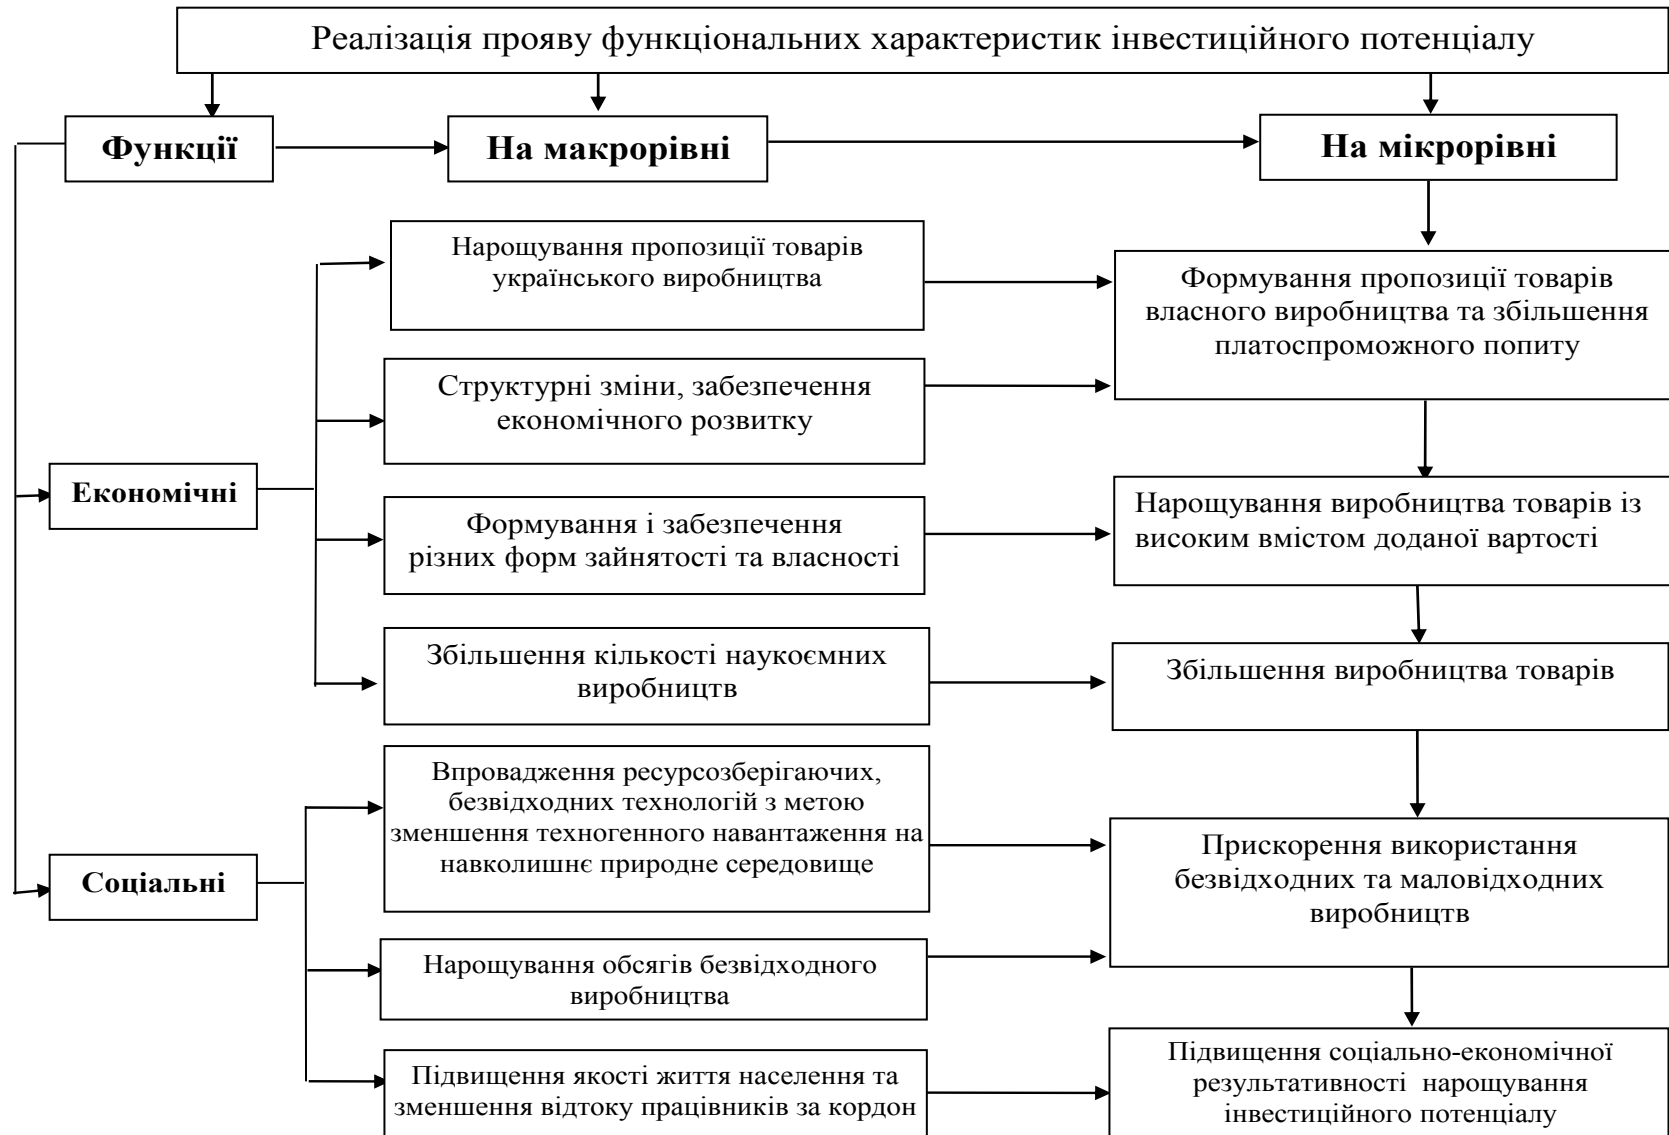 Реалізація прояву функціональних характеристик інвестиційного потенціалу
Функції
На макрорівні
На мікрорівні
Економічні
Нарощування пропозиції товарів
українського виробництва
Формування пропозиції товарів
власного виробництва та збільшення
платоспроможного попиту
Структурні зміни, забезпечення
економічного розвитку
Формування і забезпечення
різних форм зайнятості та власності
Нарощування виробництва товарів із
високим вмістом доданої вартості
Збільшення кількості наукоємних
виробництв
Збільшення виробництва товарів
Соціальні
Впровадження ресурсозберігаючих,
безвідходних технологій з метою
зменшення техногенного навантаження на
навколишнє природне середовище
Прискорення використання
безвідходних та маловідходних
виробництв
Нарощування обсягів безвідходного
виробництва
Підвищення якості життя населення та
зменшення відтоку працівників за кордон
Підвищення соціально-економічної
результативності нарощування
інвестиційного потенціалу